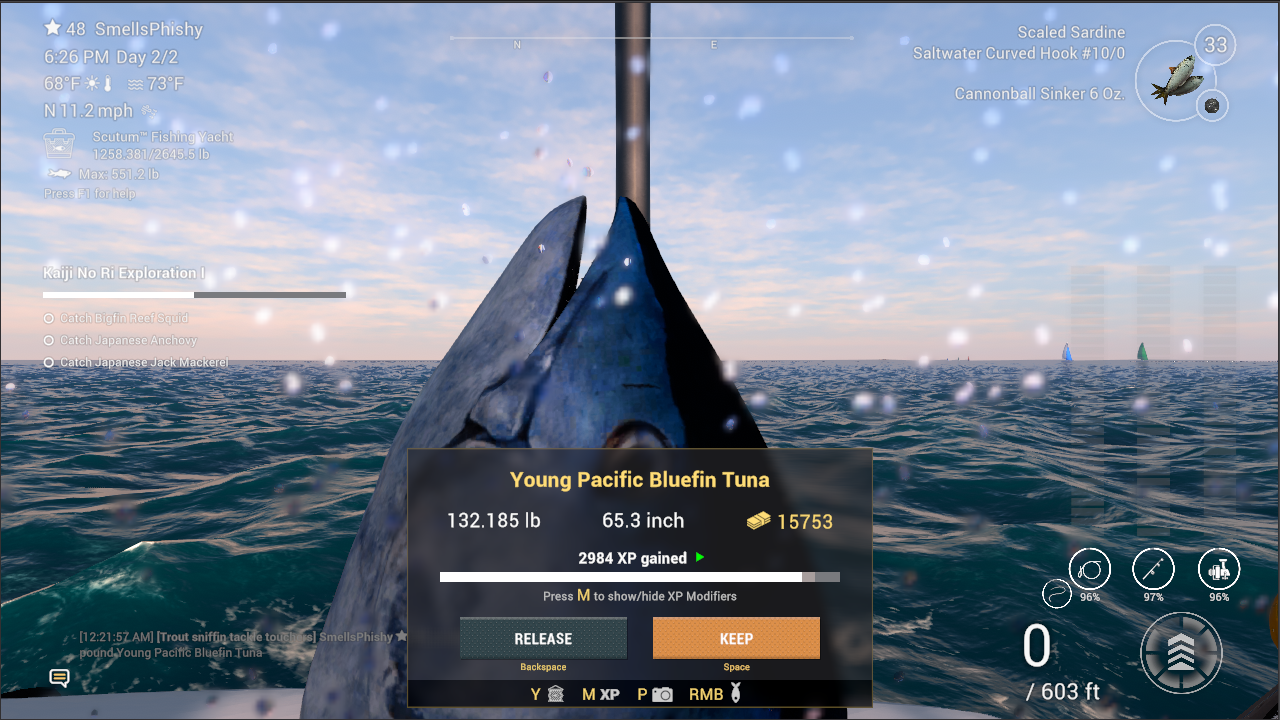 48 SmellsPhishy
6:26 PM Day 2/2
68°F 73°F
N 11.2 mph
Scutum™ Fishing Yacht
1258.381/2645.5 lb
Max: 551.2 lb
Press F1 for help
N E
Scaled Sardine
Saltwater Curved Hook #10/0
Cannonball Sinker 6 Oz.
33
Kaiji No Ri Exploration I
Catch Bigfin Reef Squid
Catch Japanese Anchovy
Catch Japanese Jack Mackerel
Young Pacific Bluefin Tuna
132.185 lb 65.3 inch 15753
2984 XP gained
Press M to show/hide XP Modifiers
RELEASE KEEP
Backspace Space
Y M XP P RMB
[12:21:57 AM] [Trout sniffin tackle touchers] SmellsPhishy
pound Young Pacific Bluefin Tuna
96% 97% 96%
0
/ 603 ft